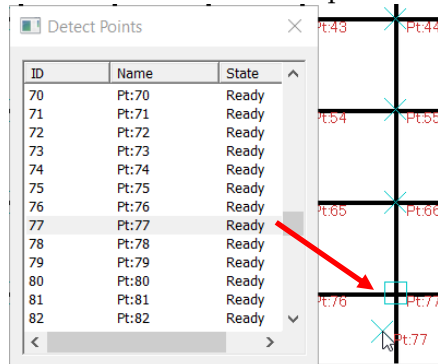 Detect Points
ID Name State
70 Pt:70 Ready
71 Pt:71 Ready
72 Pt:72 Ready
73 Pt:73 Ready
74 Pt:74 Ready
75 Pt:75 Ready
76 Pt:76 Ready
77 Pt:77 Ready
78 Pt:78 Ready
79 Pt:79 Ready
80 Pt:80 Ready
81 Pt:81 Ready
82 Pt:82 Ready
Pt:43 Pt:44
Pt:54 Pt:55
Pt:65 Pt:66
Pt:76 Pt:77
Pt:77